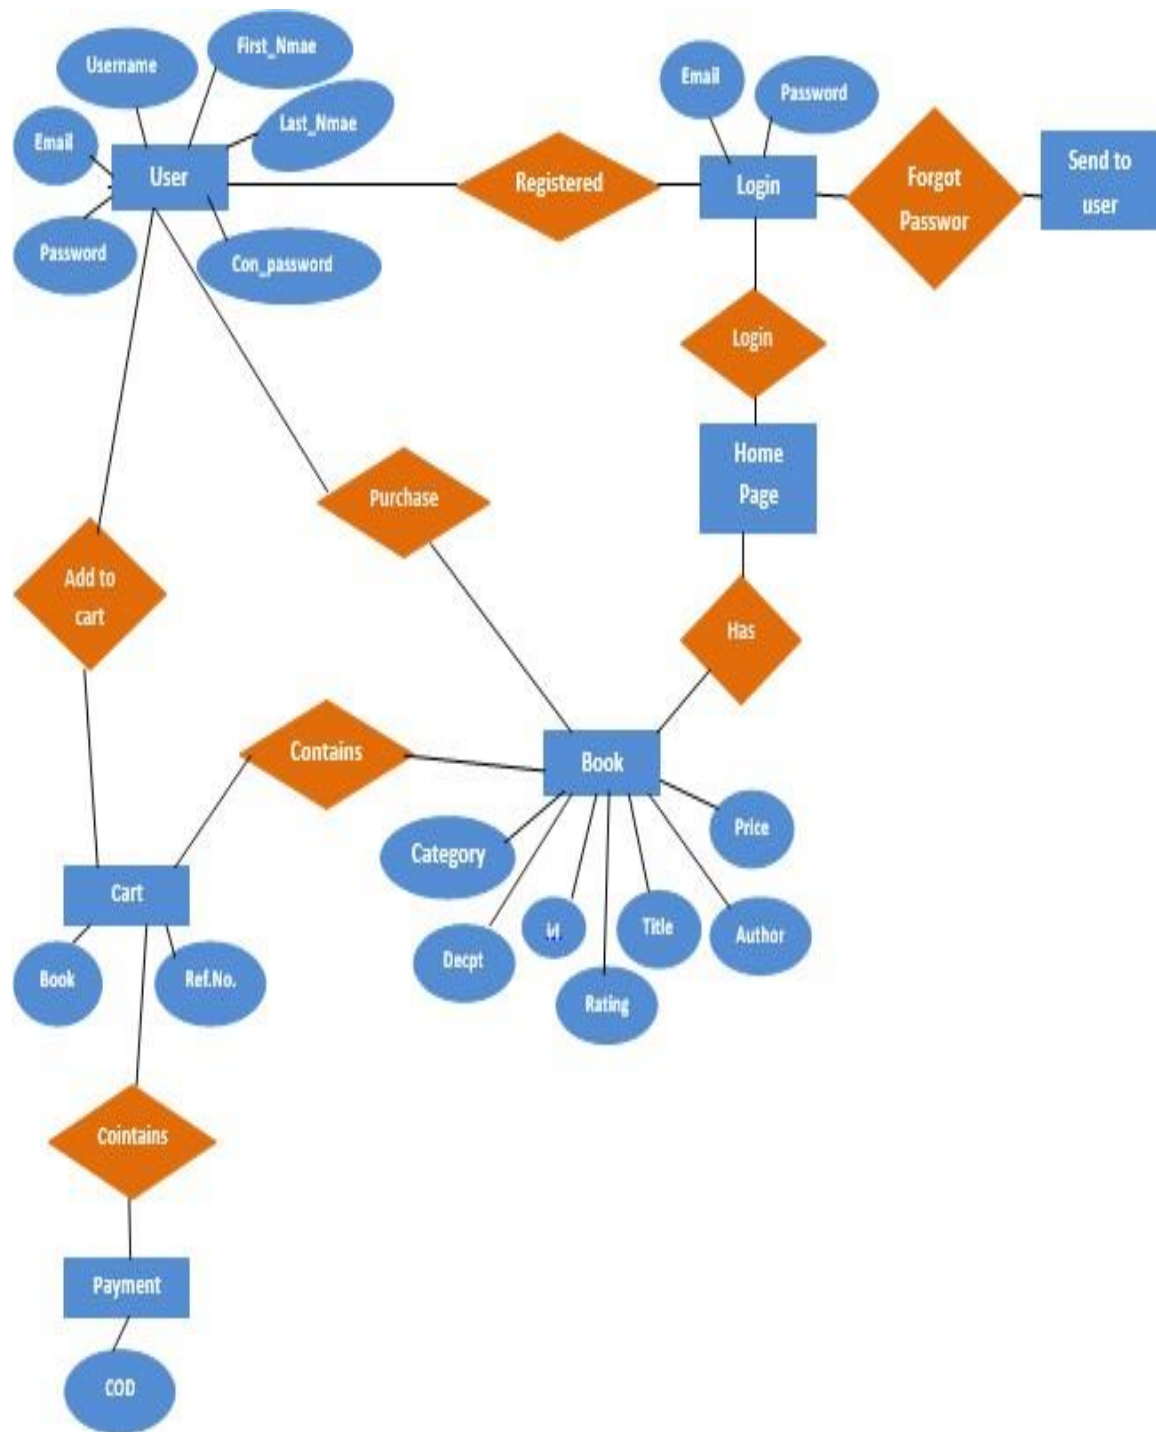 First_Nmae
Username
Last_Nmae
Email
User
Password
Con_password
Registered
Email
Password
Login
Forgot
Passwor
Send to
user
Login
Home
Page
Purchase
Add to
cart
Has
Contains
Book
Price
Category
Title
Author
Decpt
Rating
Cart
Book
Ref.No.
Cointains
Payment
COD